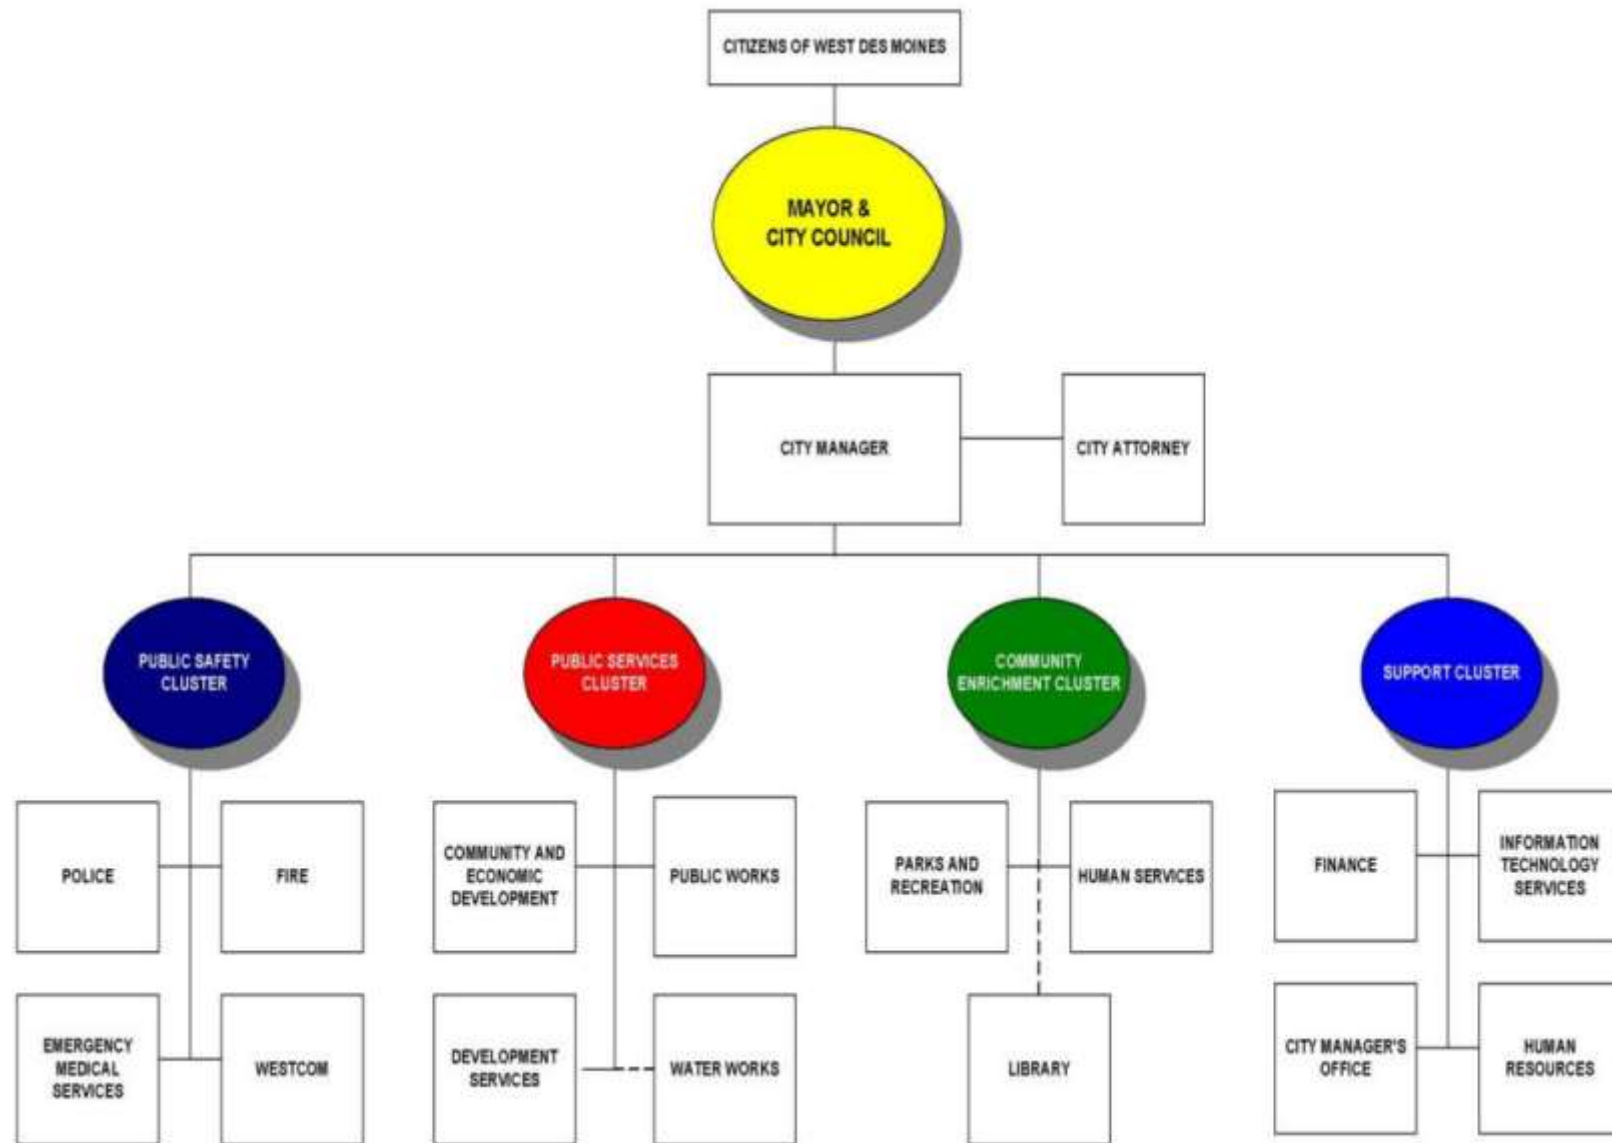 CITIZENS OF WEST DES MOINES
MAYOR &
CITY COUNCIL
CITY MANAGER
CITY ATTORNEY
PUBLIC SAFETY
CLUSTER
PUBLIC SERVICES
CLUSTER
COMMUNITY
ENRICHMENT CLUSTER
SUPPORT CLUSTER
POLICE
FIRE
COMMUNITY AND
ECONOMIC
DEVELOPMENT
PUBLIC WORKS
PARKS AND
RECREATION
HUMAN SERVICES
FINANCE
INFORMATION
TECHNOLOGY
SERVICES
EMERGENCY
MEDICAL
SERVICES
WESTCOM
DEVELOPMENT
SERVICES
WATER WORKS
LIBRARY
CITY MANAGER'S
OFFICE
HUMAN
RESOURCES